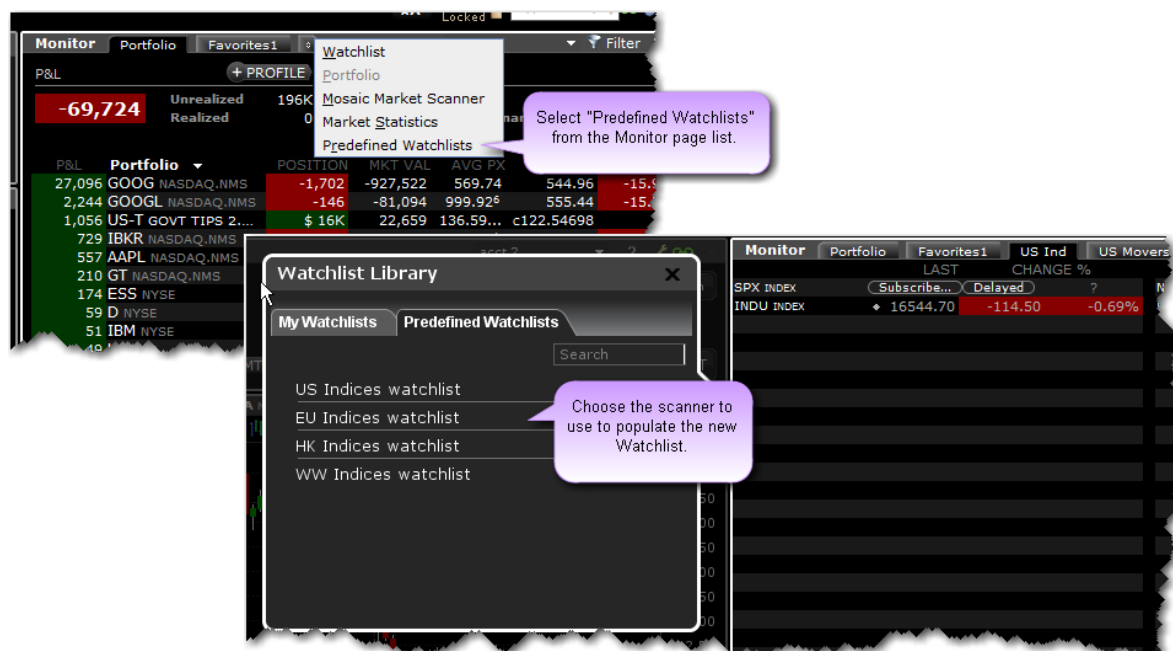 Locked
Monitor Portfolio Favorites1 Filter
Watchlist
Portfolio
Mosaic Market Scanner
Market Statistics
Predefined Watchlists
P&L + PROFILE
-69,724 Unrealized 196K
Realized 0
Select "Predefined Watchlists"
from the Monitor page list.
P&L Portfolio POSITION MKT VAL AVG PX
27,096 GOOG NASDAQ.NMS -1,702 -927,522 569.74 544.96
2,244 GOOGL NASDAQ.NMS -146 -81,094 999.926 555.44
1,056 US-T GOVT TIPS 2.... $ 16K 22,659 136.59... c122.54698
729 IBKR NASDAQ.NMS
557 AAPL NASDAQ.NMS
210 GT NASDAQ.NMS
174 ESS NYSE
59 D NYSE
51 IBM NYSE
49
Watchlist Library
My Watchlists Predefined Watchlists
Search
US Indices watchlist
EU Indices watchlist
HK Indices watchlist
WW Indices watchlist
Choose the scanner to
use to populate the new
Watchlist.
Monitor Portfolio Favorites1 US Ind US Movers
LAST CHANGE %
SPX INDEX Subscribe... Delayed ?
INDU INDEX 16544.70 -114.50 -0.69%